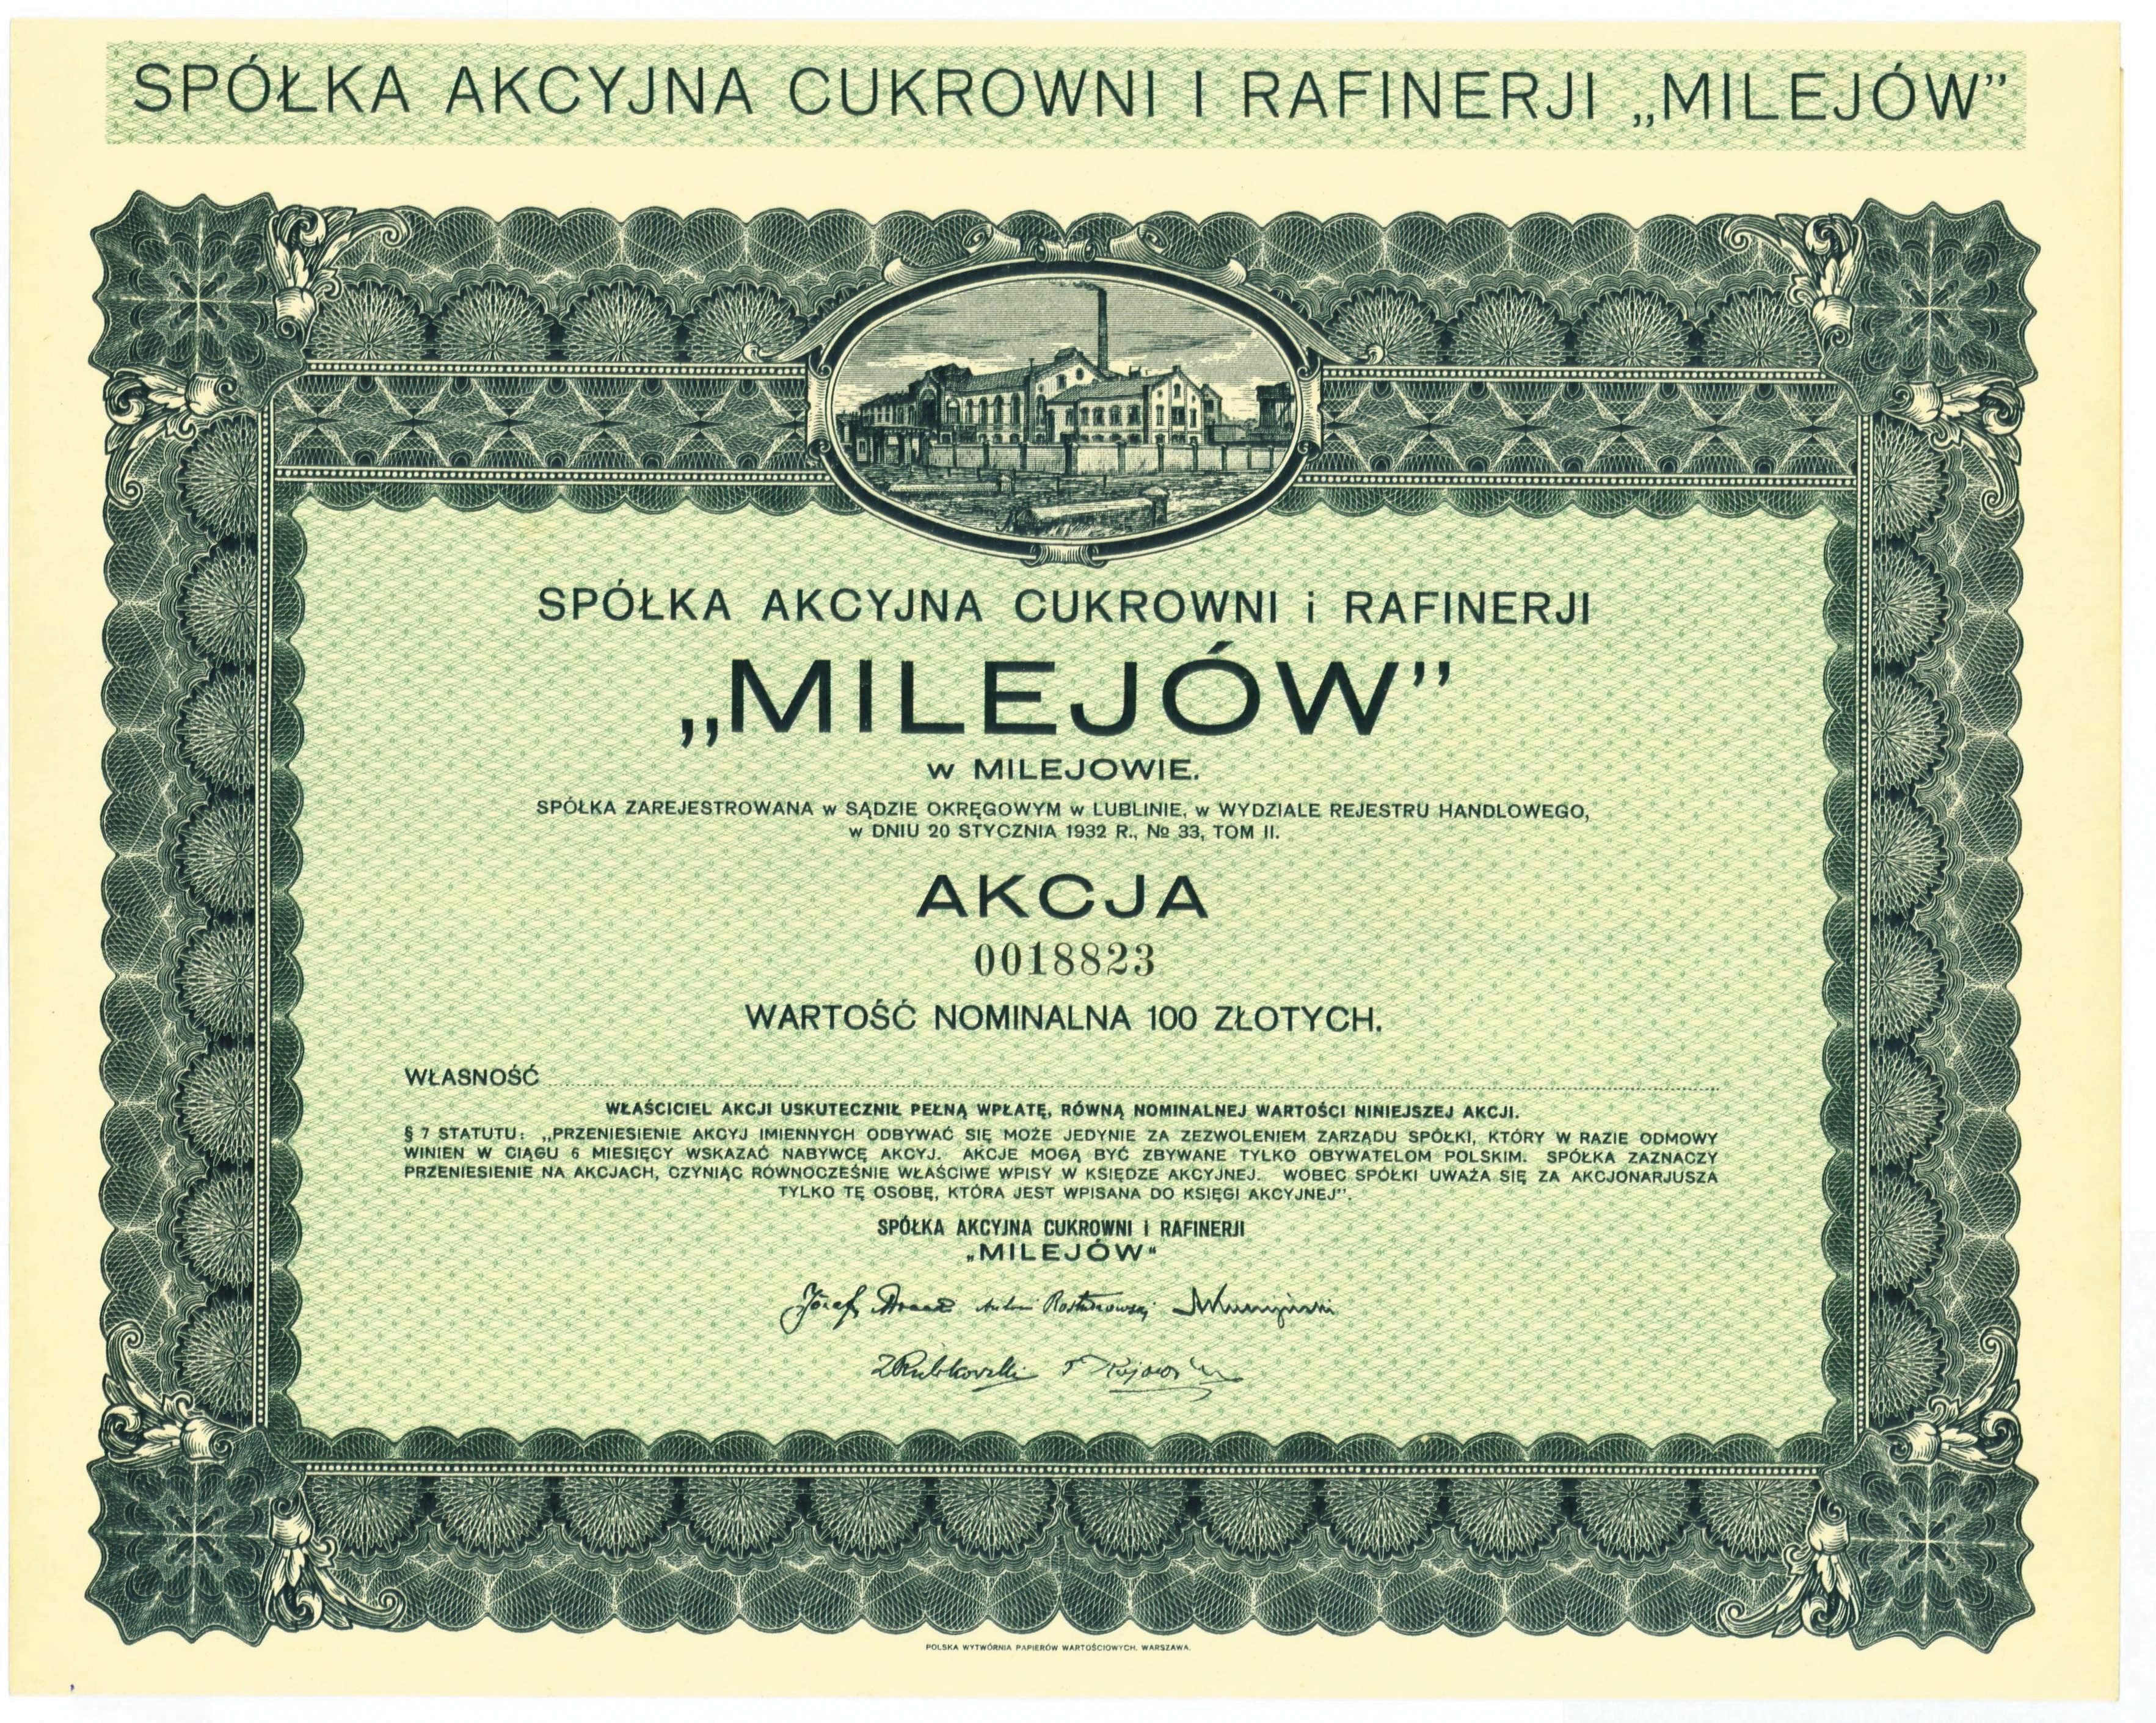 SPÓŁKA AKCYJNA CUKROWNI I RAFINERJI „MILEJÓW”
SPÓŁKA AKCYJNA CUKROWNI i RAFINERJI
„MILEJÓW”
w MILEJOWIE.
SPÓŁKA ZAREJESTROWANA w SĄDZIE OKRĘGOWYM w LUBLINIE, w WYDZIALE REJESTRU HANDLOWEGO,
w DNIU 20 STYCZNIA 1932 R., № 33, TOM II.
AKCJA
0018823
WARTOŚĆ NOMINALNA 100 ZŁOTYCH.
WŁASNOŚĆ
WŁAŚCICIEL AKCJI USKUTECZNIŁ PEŁNĄ WPŁATĘ, RÓWNĄ NOMINALNEJ WARTOŚCI NINIEJSZEJ AKCJI.
§ 7 STATUTU: „PRZENIESIENIE AKCYJ IMIENNYCH ODBYWAĆ SIĘ MOŻE JEDYNIE ZA ZEZWOLENIEM ZARZĄDU SPÓŁKI, KTÓRY W RAZIE ODMOWY
WINIEN W CIĄGU 6 MIESIĘCY WSKAZAĆ NABYWCĘ AKCYJ. AKCJE MOGĄ BYĆ ZBYWANE TYLKO OBYWATELOM POLSKIM. SPÓŁKA ZAZNACZY
PRZENIESIENIE NA AKCJACH, CZYNIĄC RÓWNOCZEŚNIE WŁAŚCIWE WPISY W KSIĘDZE AKCYJNEJ. WOBEC SPÓŁKI UWAŻA SIĘ ZA AKCJONARJUSZA
TYLKO TĘ OSOBĘ, KTÓRA JEST WPISANA DO KSIĘGI AKCYJNEJ”.
SPÓŁKA AKCYJNA CUKROWNI I RAFINERJI
„MILEJÓW“
Józef
POLSKA WYTWÓRNIA PAPIERÓW WARTOŚCIOWYCH. WARSZAWA.